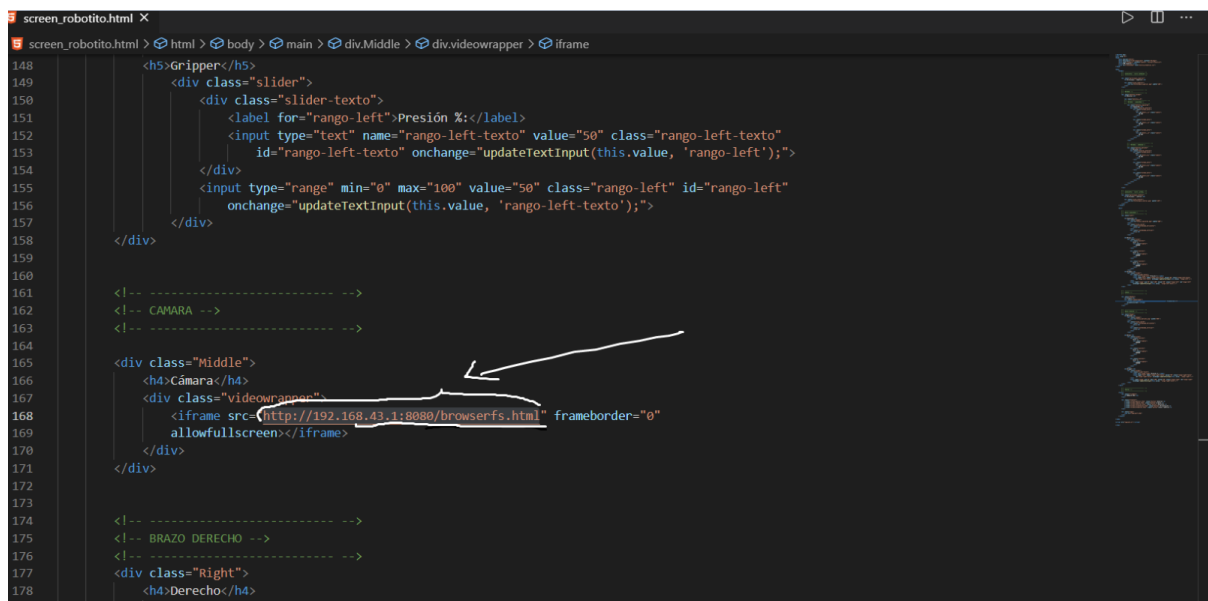 screen_robotito.html
screen_robotito.html > html > body > main > div.Middle > div.videowrapper > iframe
148 <h5>Gripper</h5>
149 <div class="slider">
150 <div class="slider-texto">
151 <label for="rango-left">Presión %:</label>
152 <input type="text" name="rango-left-texto" value="50" class="rango-left-texto"
153 id="rango-left-texto" onchange="updateTextInput(this.value, 'rango-left');">
154 </div>
155 <input type="range" min="0" max="100" value="50" class="rango-left" id="rango-left"
156 onchange="updateTextInput(this.value, 'rango-left-texto');">
157 </div>
158 </div>
159
160
161 <!-- -------------------------- -->
162 <!-- CAMARA -->
163 <!-- -------------------------- -->
164
165 <div class="Middle">
166 <h4>Cámara</h4>
167 <div class="videowrapper">
168 <iframe src="http://192.168.43.1:8080/browserfs.html" frameborder="0"
169 allowfullscreen></iframe>
170 </div>
171 </div>
172
173
174 <!-- -------------------------- -->
175 <!-- BRAZO DERECHO -->
176 <!-- -------------------------- -->
177 <div class="Right">
178 <h4>Derecho</h4>